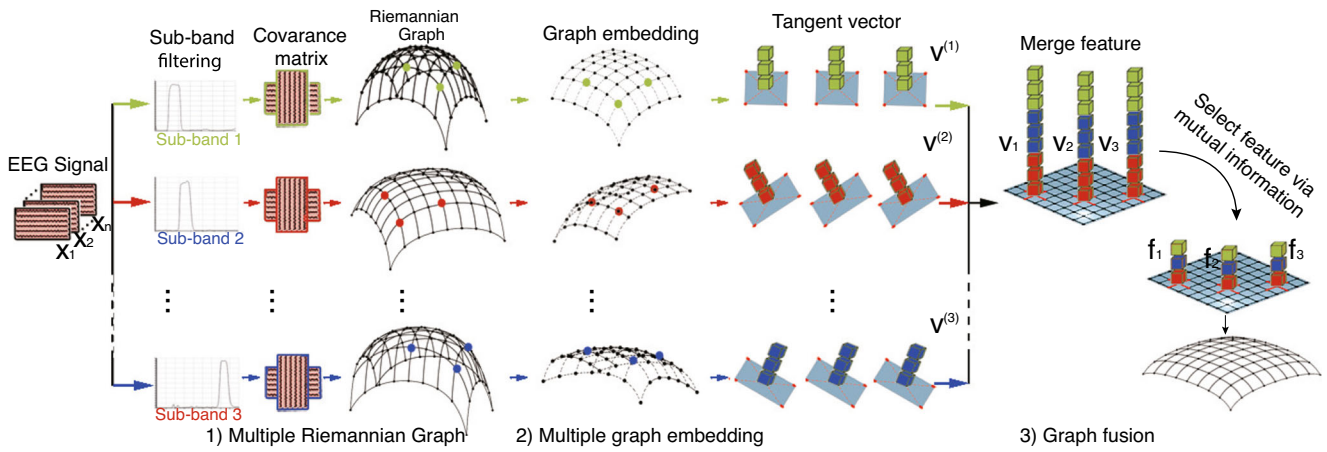 Sub-band
filtering
Covarance
matrix
Riemannian
Graph
Graph embedding
Tangent vector
V(1)
Merge feature
Sub-band 1
EEG Signal
X1
X2
Xn
V(2)
V1
V2
V3
Select feature via
mutual information
Sub-band 2
f1
f2
f3
V(3)
Sub-band 3
1) Multiple Riemannian Graph
2) Multiple graph embedding
3) Graph fusion